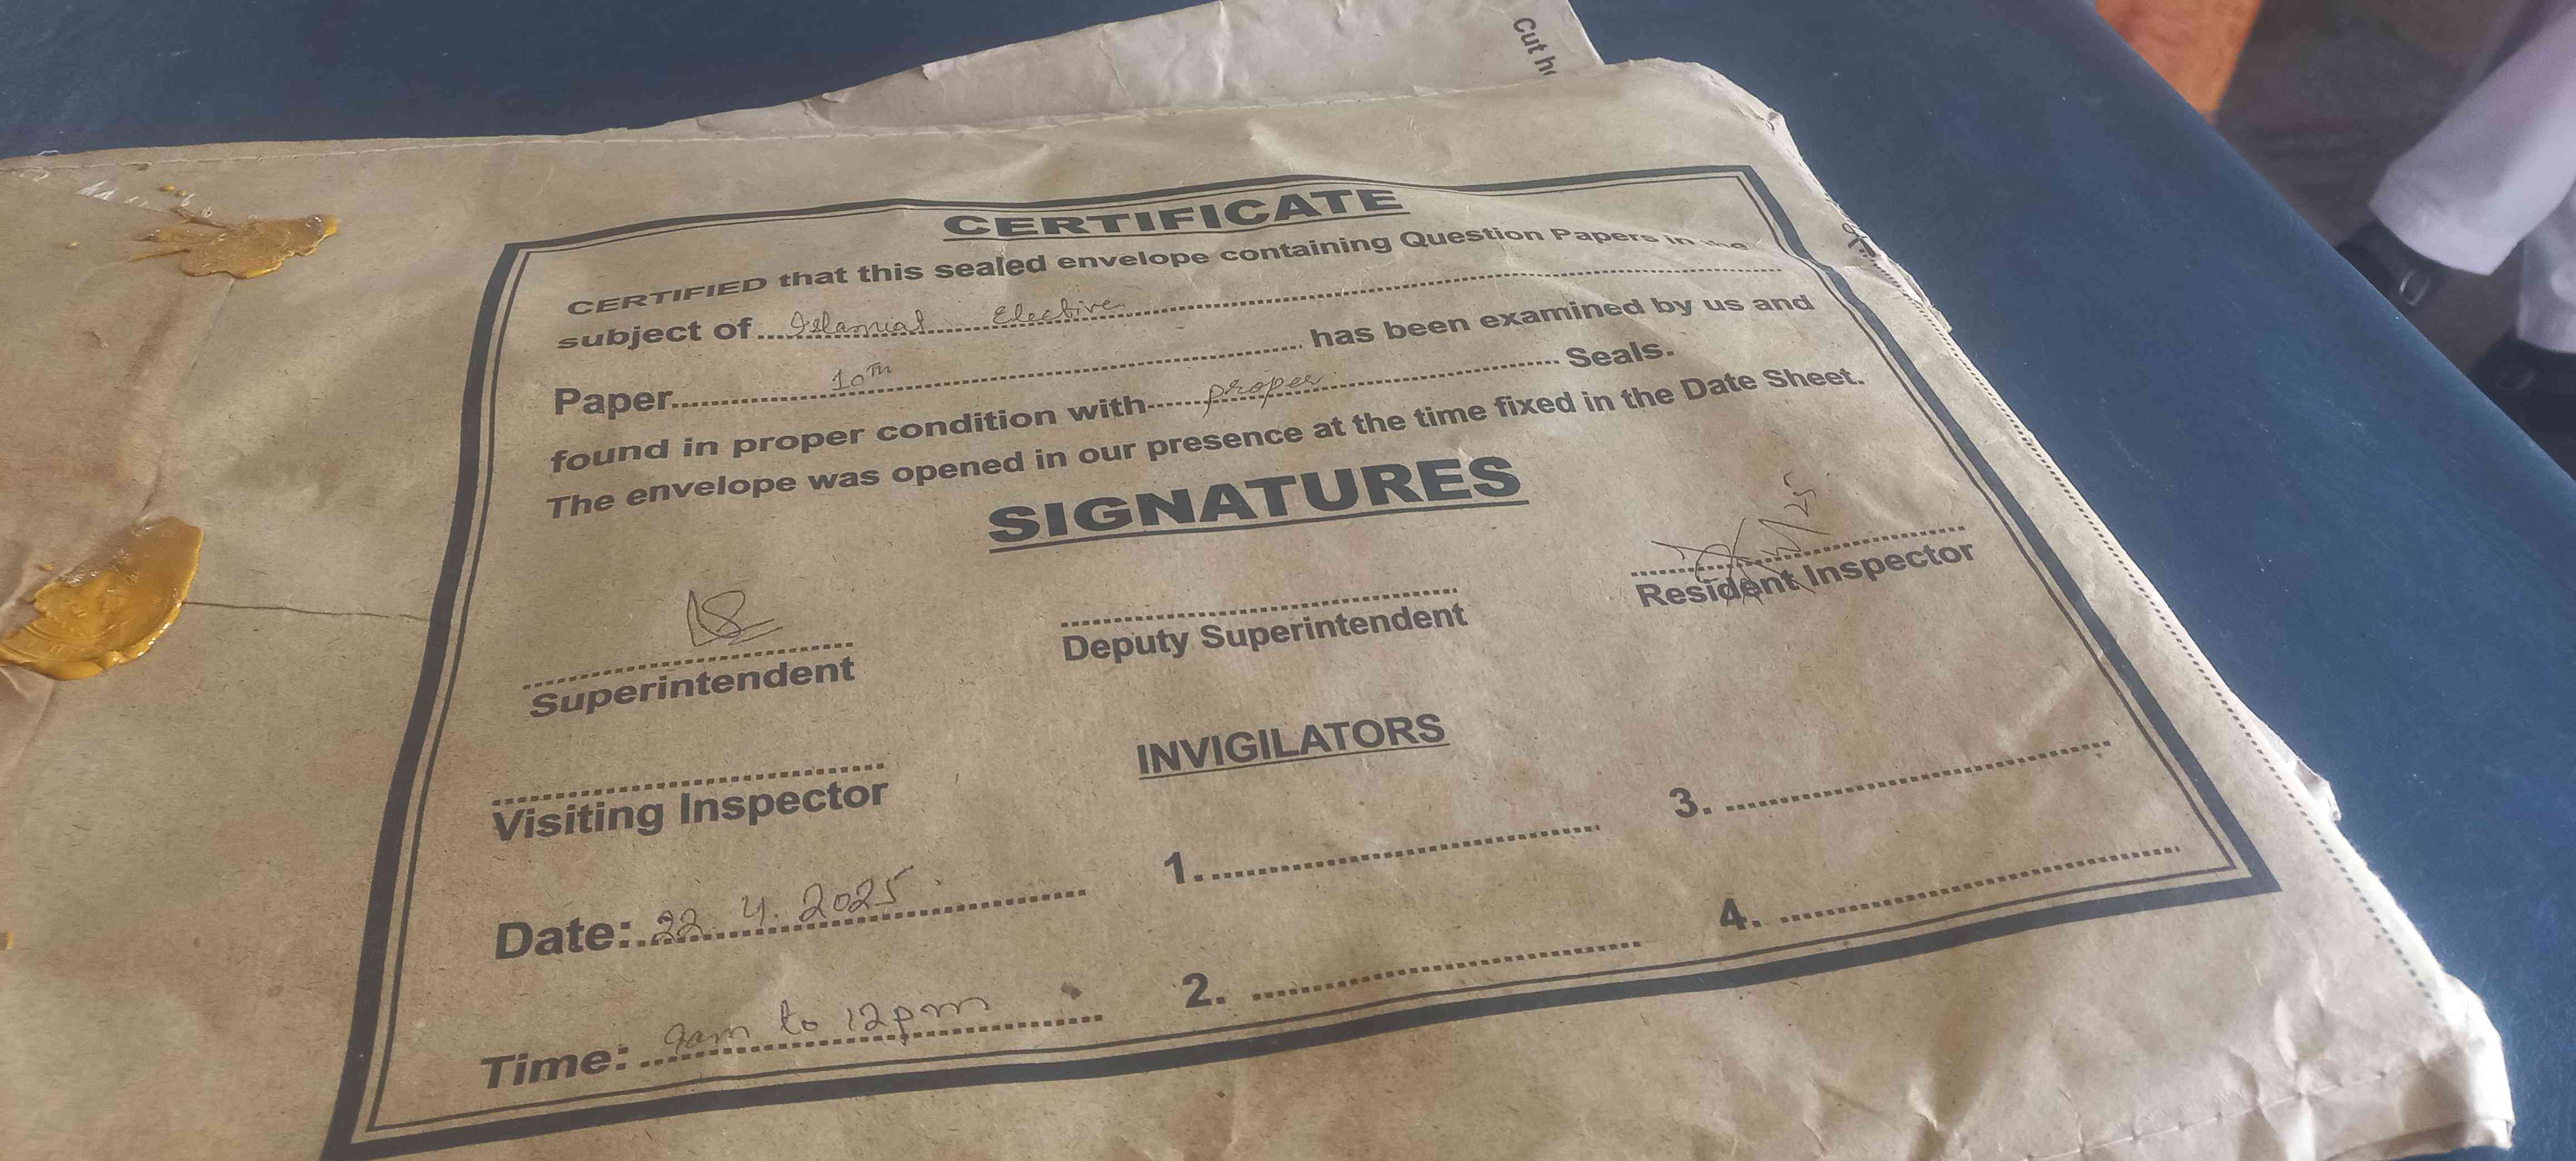 Cut h
CERTIFICATE
CERTIFIED that this sealed envelope containing Question Papers in the
subject of Islamiat Elective
Paper 10Th has been examined by us and
found in proper condition with proper Seals.
The envelope was opened in our presence at the time fixed in the Date Sheet.
SIGNATURES
Superintendent
Deputy Superintendent
Resident Inspector
Visiting Inspector
INVIGILATORS
Date: 22.4.2025
Time: 9am to 12pm
1.
2.
3.
4.